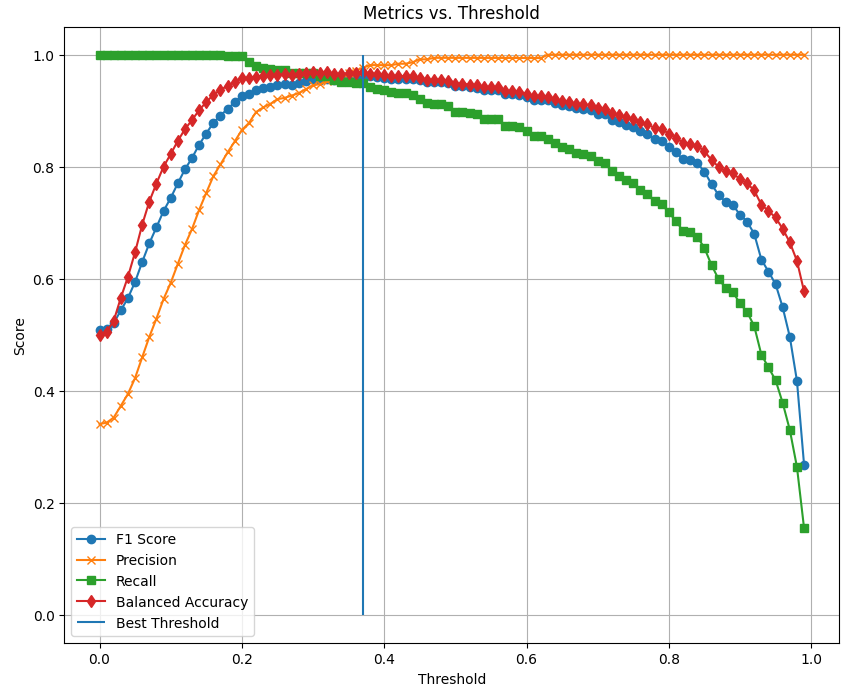 Metrics vs. Threshold
Score
1.0
0.8
0.6
0.4
0.2
0.0
F1 Score
Precision
Recall
Balanced Accuracy
Best Threshold
0.0 0.2 0.4 0.6 0.8 1.0
Threshold